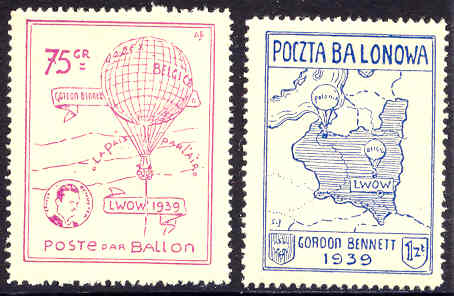 75 GR
BELGICA
GORDON BENNETT
"LA PAIX
PAR L'AIR"
LWOW 1939
POSTE PAR BALLON
POCZTA BALONOWA
Polonia
BELGICA
LWOW
GORDON BENNETT
1939
1 zł